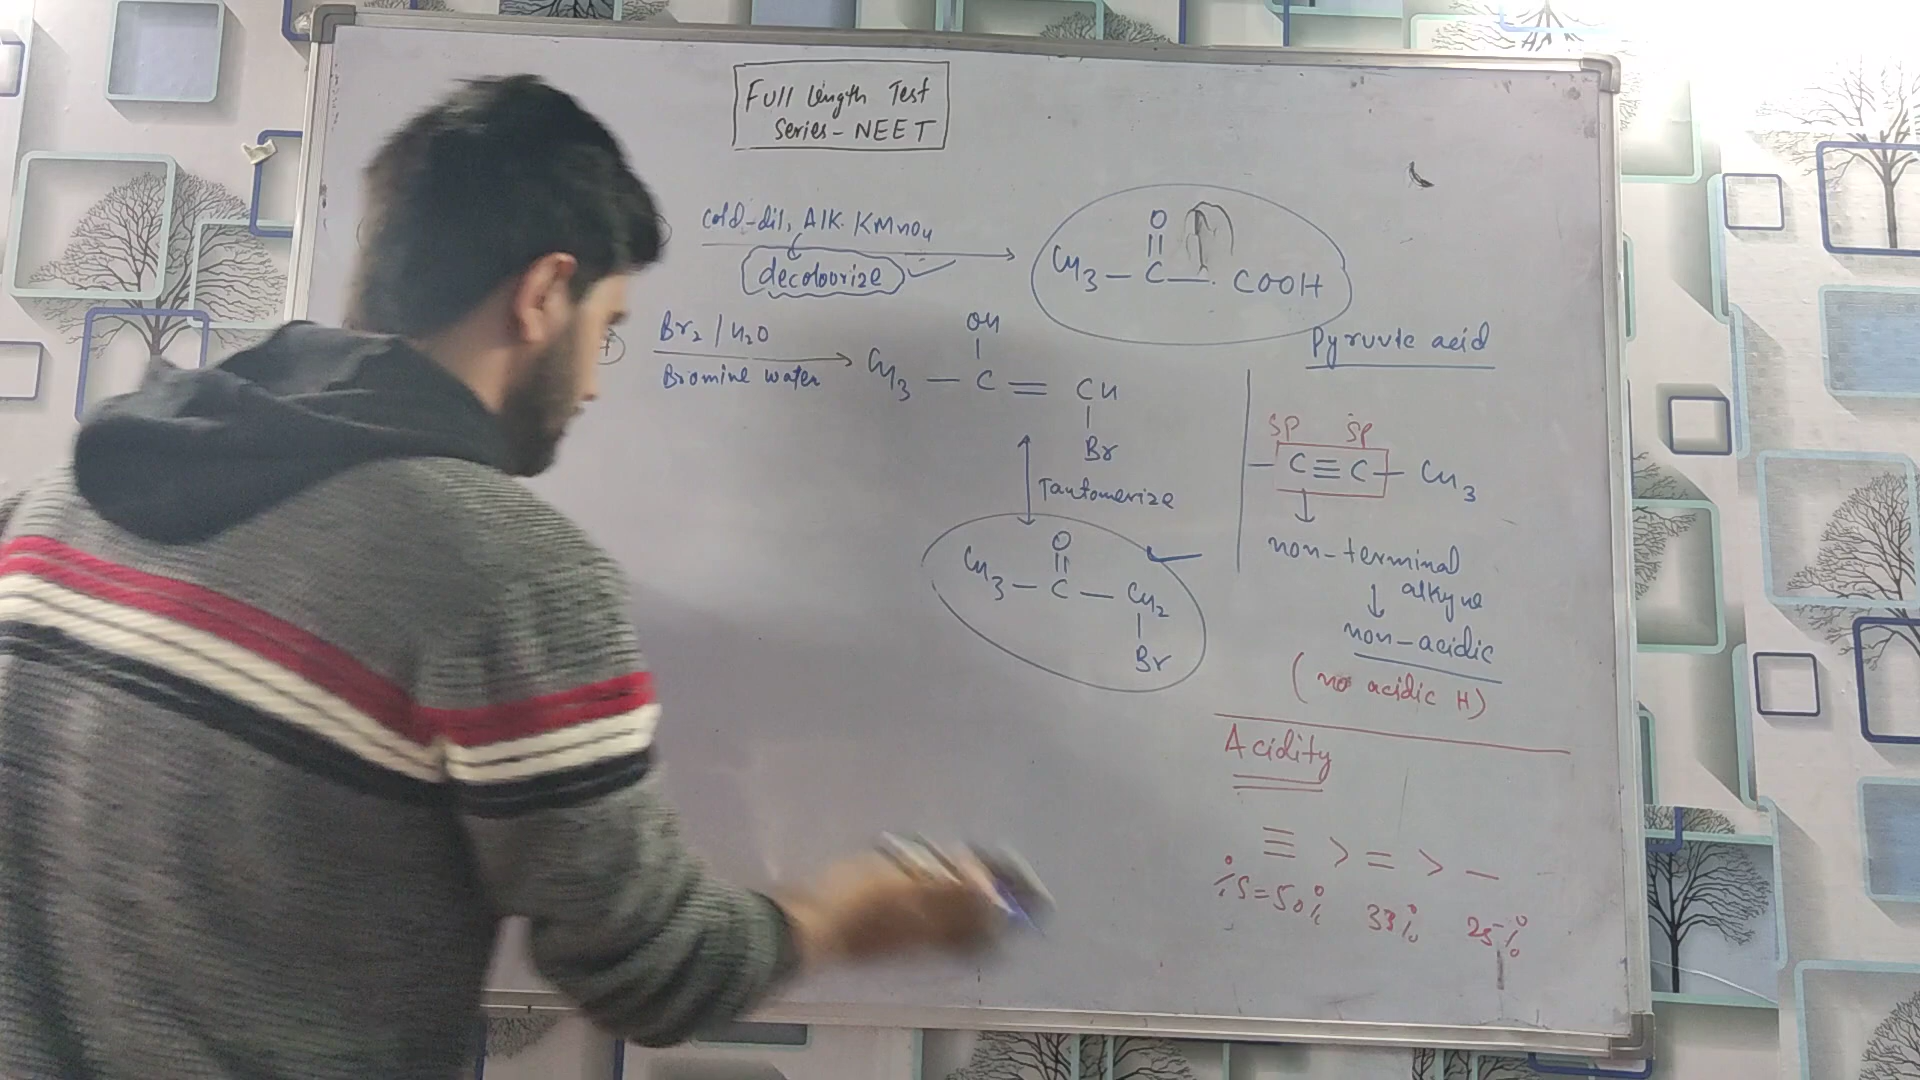 Full length Test
Series - NEET
cold-dil, Alk. KMnO4
decoloorize
O
||
CH3 — C — COOH
Pyruvic acid
Br2 / H2O
Bromine water
OH
|
CH3 — C = CH
|
Br
Tautomerize
O
||
CH3 — C — CH2
|
Br
SP SP
— C ≡ C — CH3
↓
non-terminal
alkyne
↓
non-acidic
(no acidic H)
Acidity
≡ > = > —
% S = 50% 33% 25%